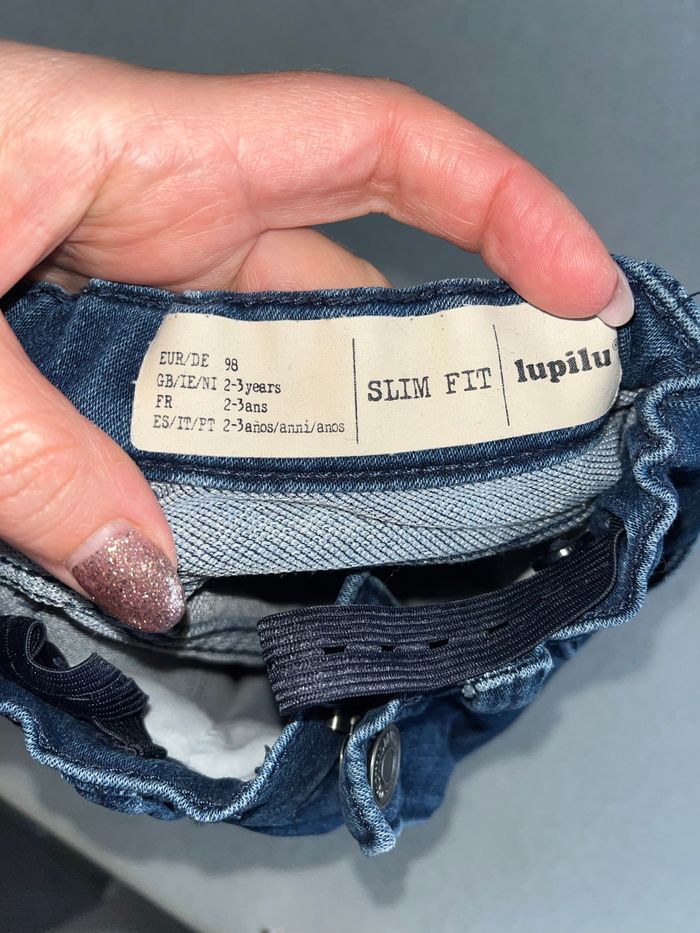 EUR/DE 98
GB/IE/NI 2-3years
FR 2-3ans
ES/IT/PT 2-3años/anni/anos
SLIM FIT
lupilu®